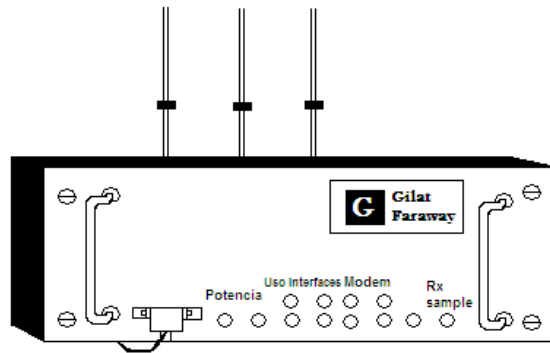 G
Gilat
Faraway
Uso Interfaces Modem
Rx
sample
Potencia